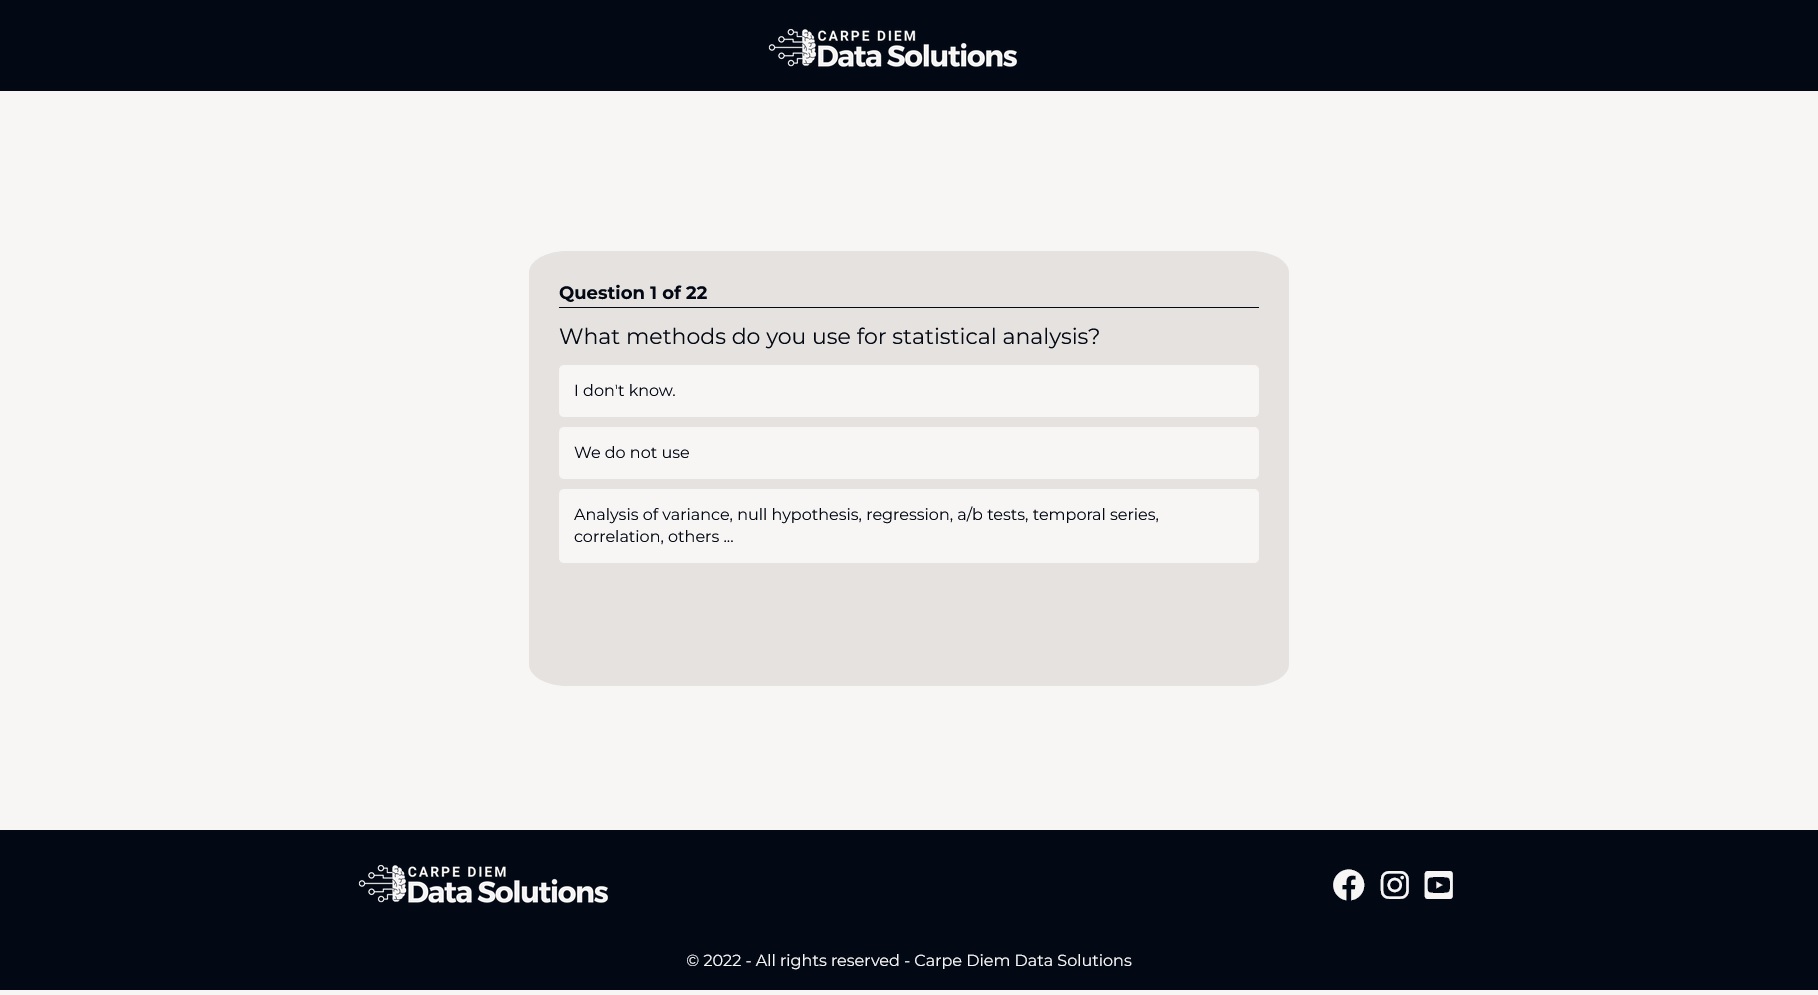 CARPE DIEM
Data Solutions
Question 1 of 22
What methods do you use for statistical analysis?
I don't know.
We do not use
Analysis of variance, null hypothesis, regression, a/b tests, temporal series,
correlation, others ...
CARPE DIEM
Data Solutions
© 2022 - All rights reserved - Carpe Diem Data Solutions